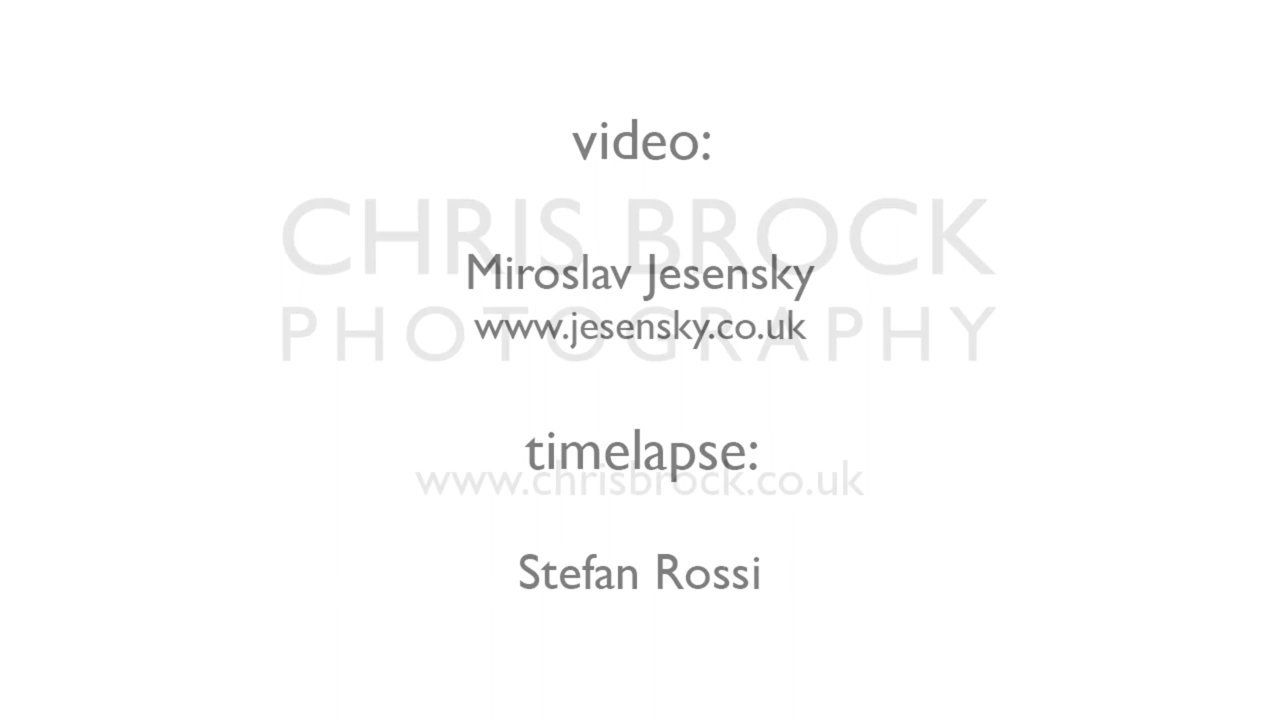 video:
CHRIS BROCK
Miroslav Jesensky
www.jesensky.co.uk
PHOTOGRAPHY
timelapse:
www.chrisbrock.co.uk
Stefan Rossi